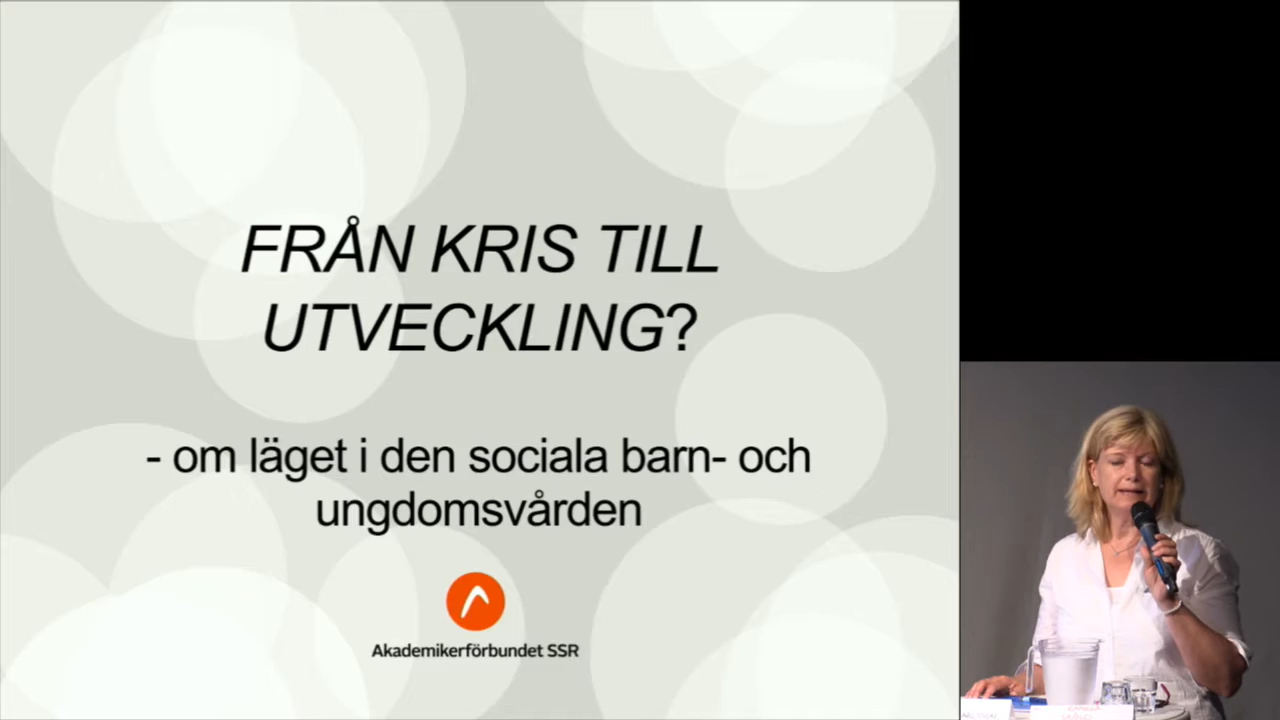 FRÅN KRIS TILL
UTVECKLING?
- om läget i den sociala barn- och
ungdomsvården
Akademikerförbundet SSR